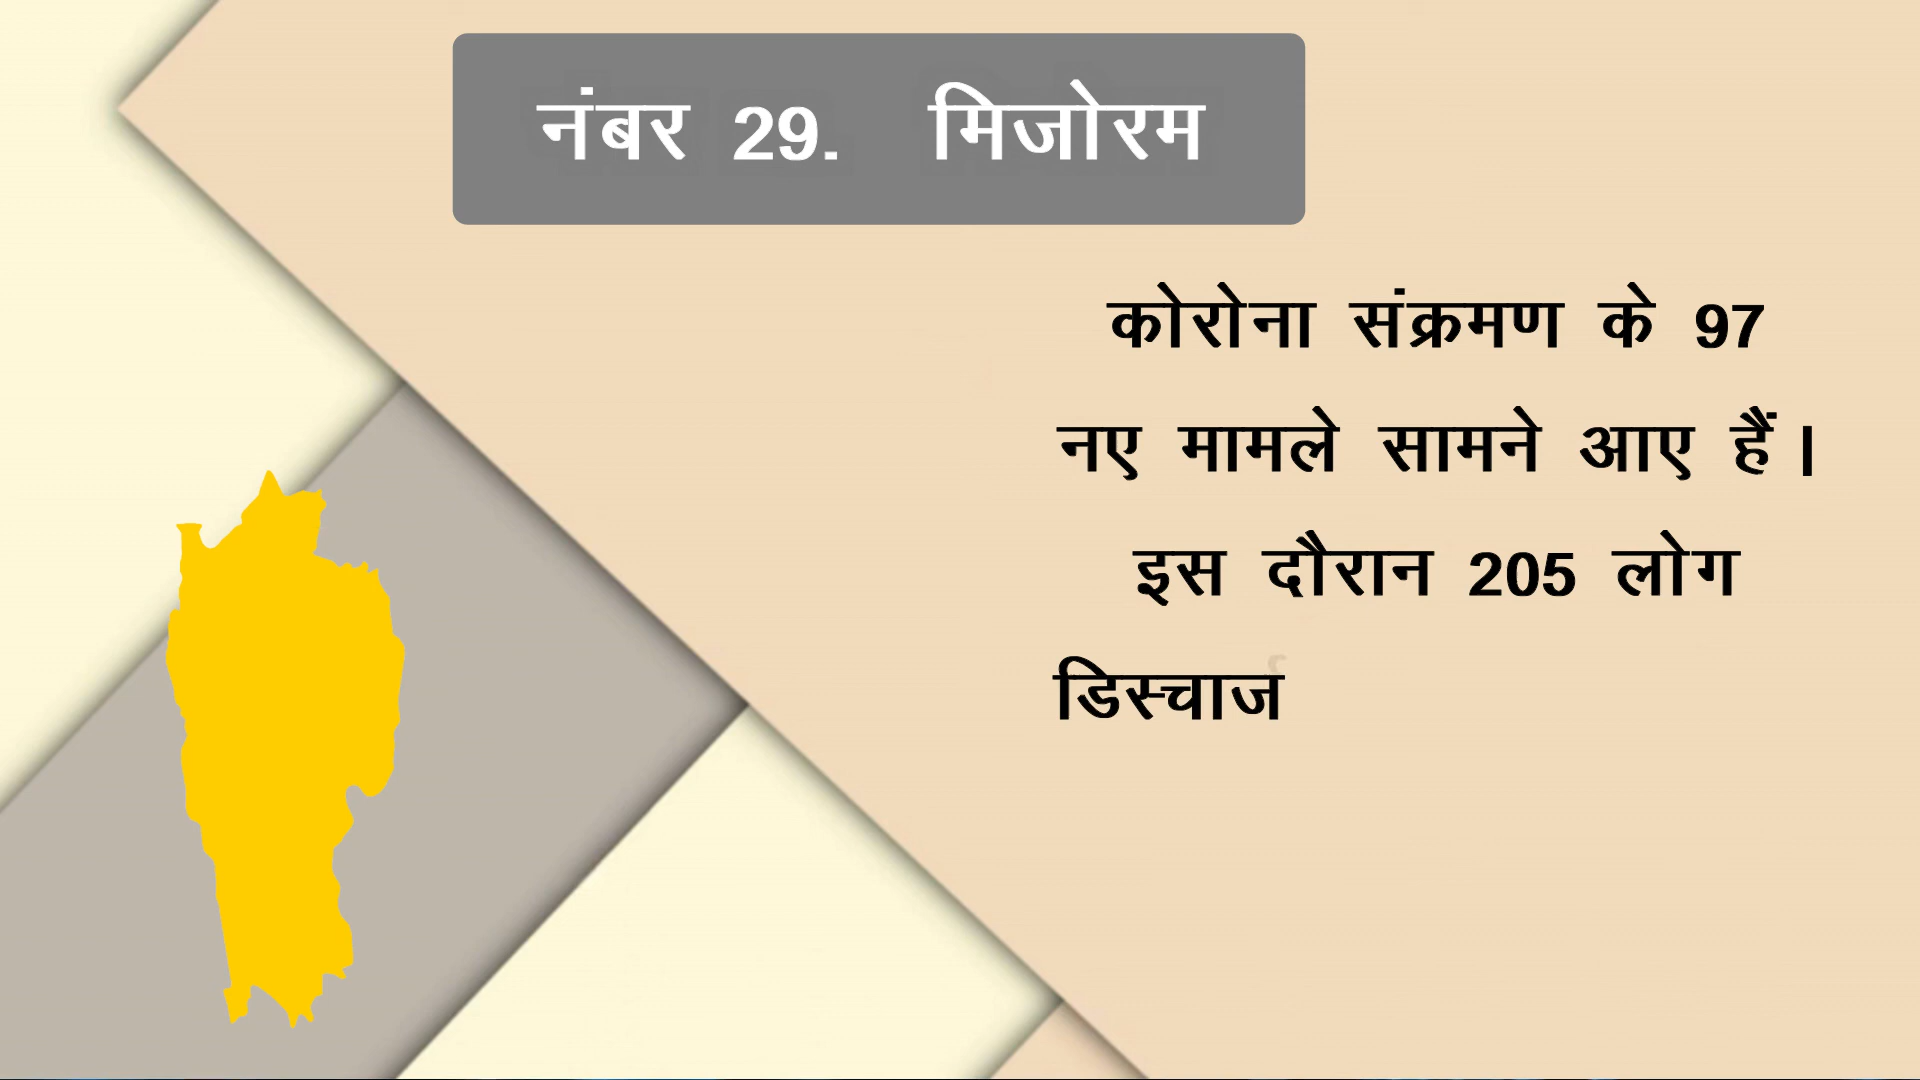 नंबर 29. मिजोरम
कोरोना संक्रमण के 97
नए मामले सामने आए हैं।
इस दौरान 205 लोग
डिस्चार्ज